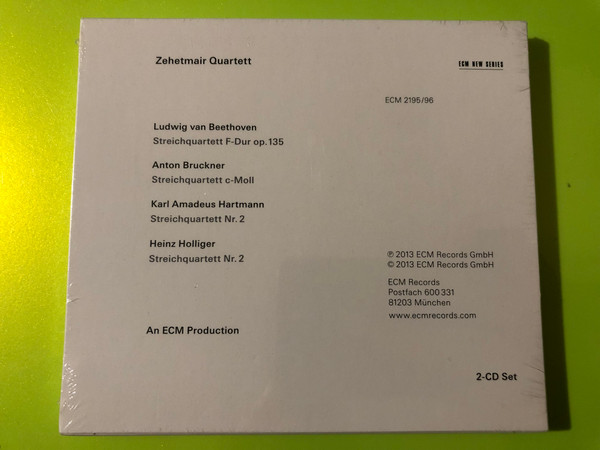 Zehetmair Quartett
ECM NEW SERIES
ECM 2195/96
Ludwig van Beethoven
Streichquartett F-Dur op. 135
Anton Bruckner
Streichquartett c-Moll
Karl Amadeus Hartmann
Streichquartett Nr. 2
Heinz Holliger
Streichquartett Nr. 2
℗ 2013 ECM Records GmbH
© 2013 ECM Records GmbH
ECM Records
Postfach 600 331
81203 München
www.ecmrecords.com
An ECM Production
2-CD Set